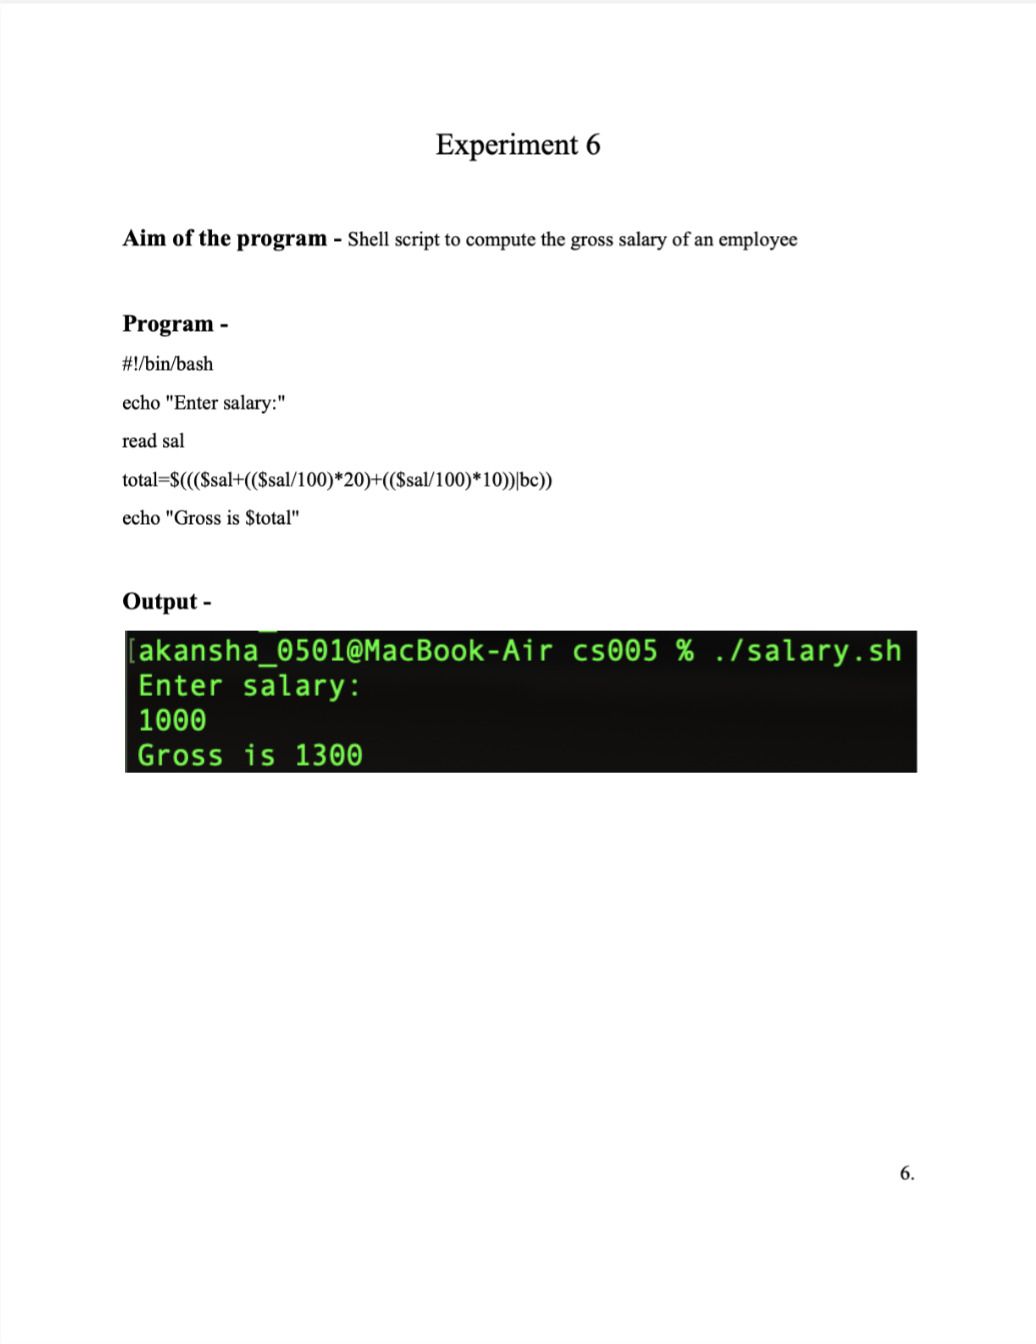 Experiment 6
Aim of the program - Shell script to compute the gross salary of an employee
Program -
#!/bin/bash
echo "Enter salary:"
read sal
total=$((($sal+(($sal/100)*20)+(($sal/100)*10))|bc))
echo "Gross is $total"
Output -
[akansha_0501@MacBook-Air cs005 % ./salary.sh
Enter salary:
1000
Gross is 1300
6.